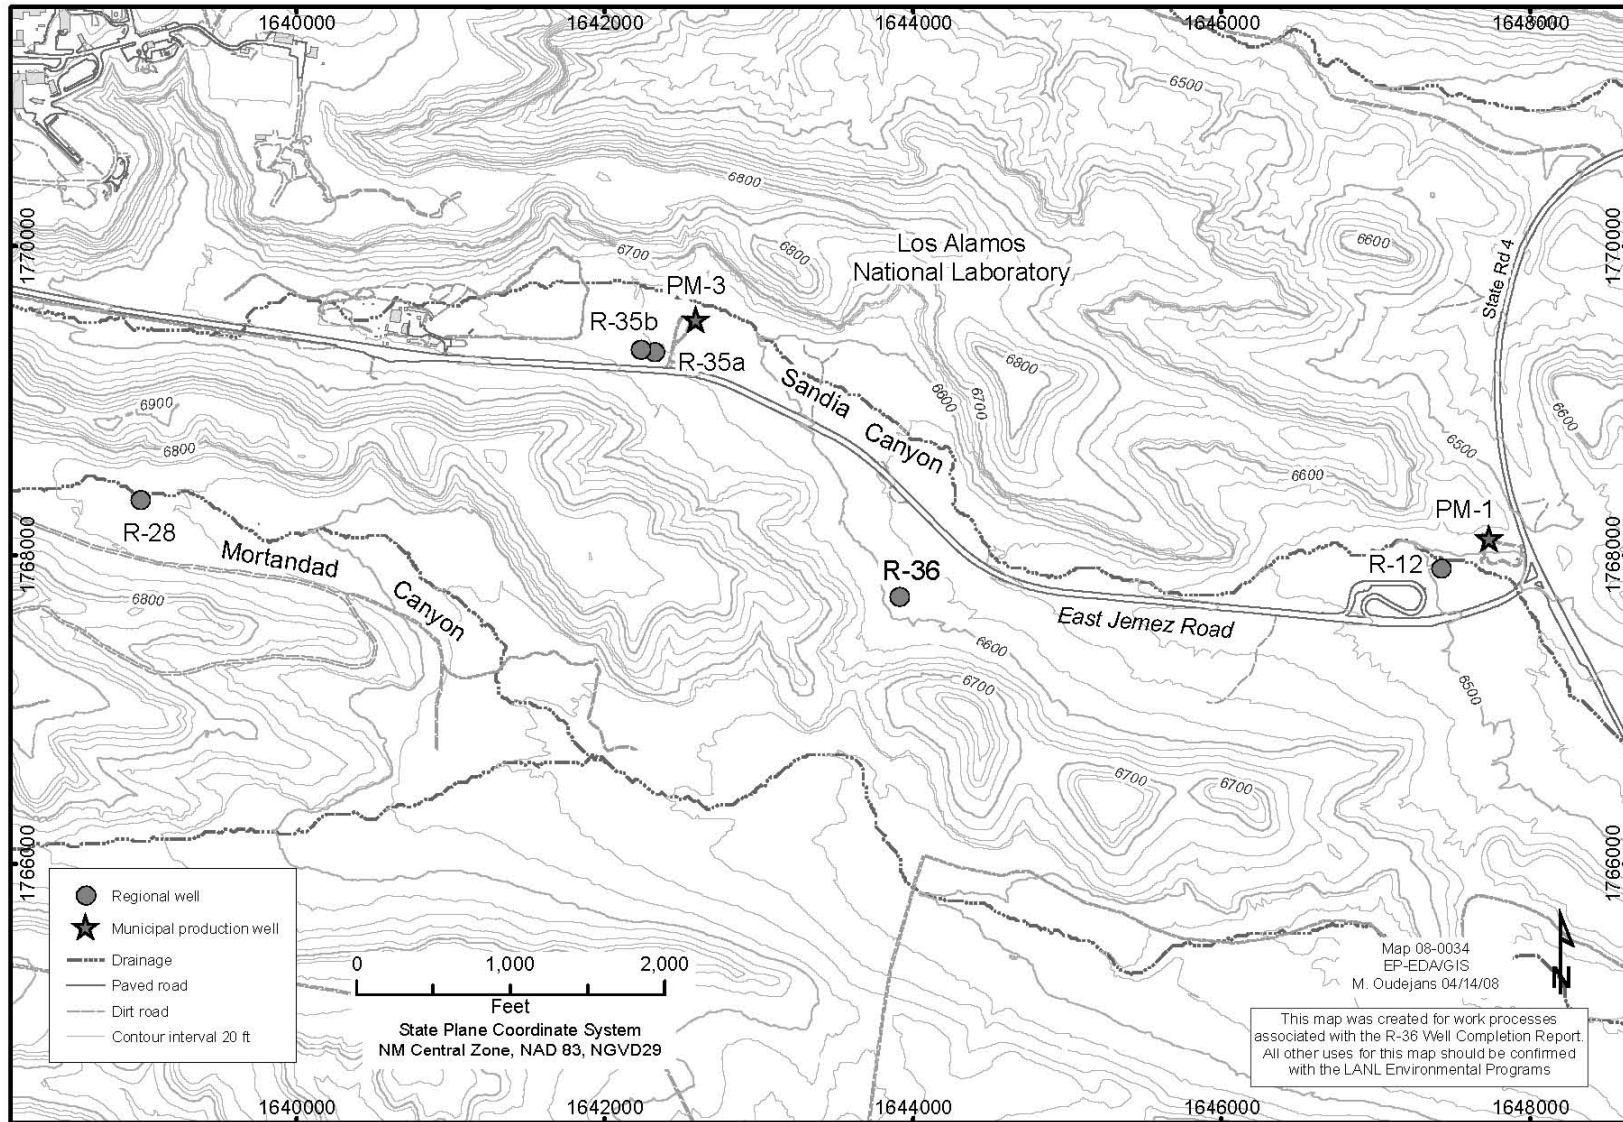 1640000
1642000
1644000
1646000
1648000
6500
6800
1770000
1770000
6700
6800
Los Alamos
National Laboratory
6600
State Rd 4
PM-3
R-35b
R-35a
6800
6900
Sandia
Canyon
6600
6700
6600
6800
6500
6600
R-28
PM-1
1768000
1768000
Mortandad
Canyon
R-36
R-12
6800
East Jemez Road
6600
6700
6500
6700
6700
1766000
1766000
Regional well
Municipal production well
Drainage
Paved road
Dirt road
Contour interval 20 ft
0
1,000
2,000
Feet
State Plane Coordinate System
NM Central Zone, NAD 83, NGVD29
Map 08-0034
EP-EDA/GIS
M. Oudejans 04/14/08
N
This map was created for work processes
associated with the R-36 Well Completion Report.
All other uses for this map should be confirmed
with the LANL Environmental Programs
1640000
1642000
1644000
1646000
1648000